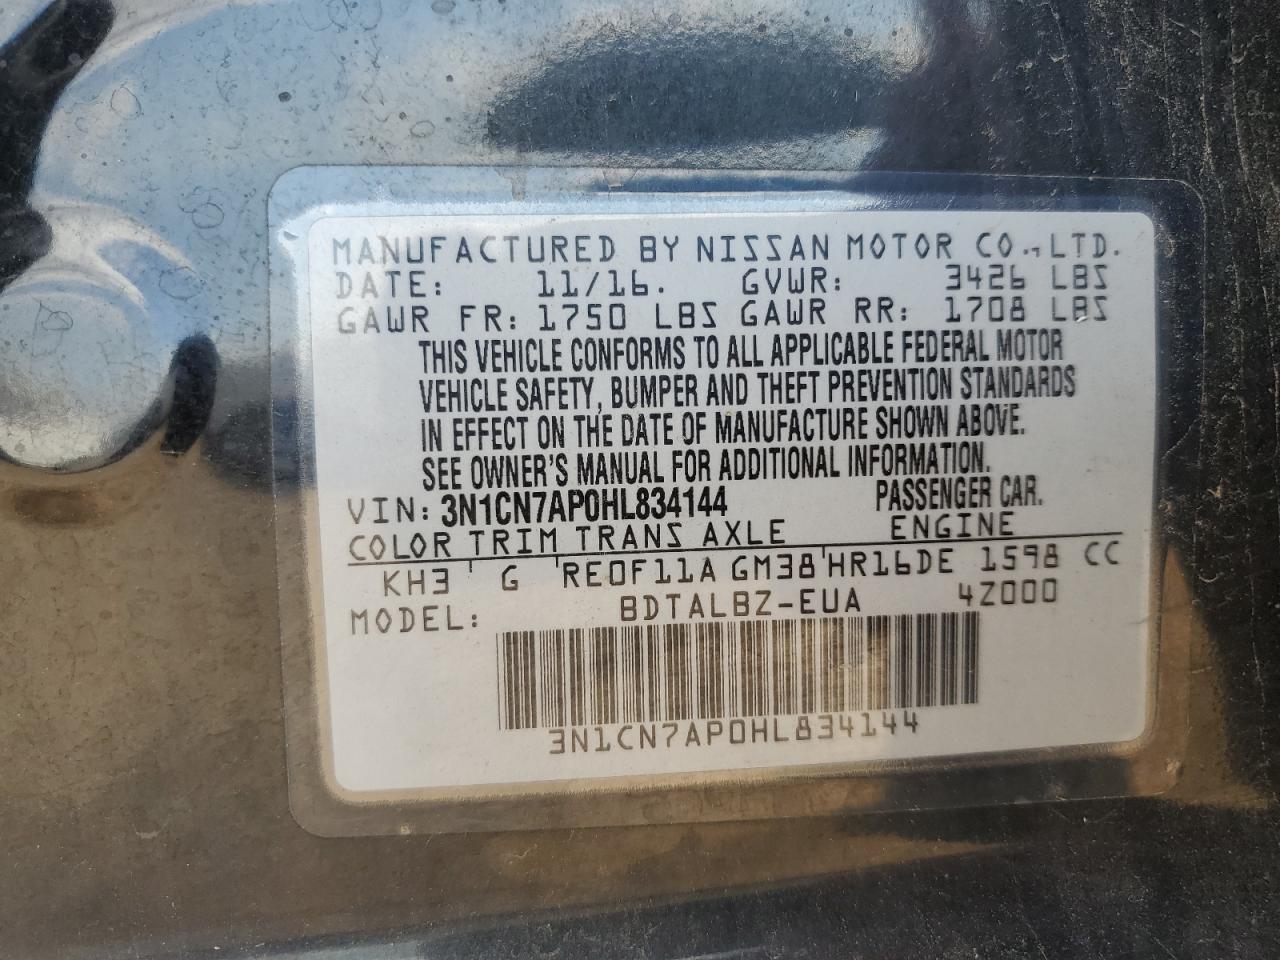 MANUFACTURED BY NISSAN MOTOR CO.,LTD.
DATE: 11/16. GVWR: 3426 LBS
GAWR FR: 1750 LBS GAWR RR: 1708 LBS
THIS VEHICLE CONFORMS TO ALL APPLICABLE FEDERAL MOTOR
VEHICLE SAFETY, BUMPER AND THEFT PREVENTION STANDARDS
IN EFFECT ON THE DATE OF MANUFACTURE SHOWN ABOVE.
SEE OWNER'S MANUAL FOR ADDITIONAL INFORMATION.
VIN: 3N1CN7AP0HL834144 PASSENGER CAR.
COLOR TRIM TRANS AXLE ENGINE
KH3 ' G ' RE0F11A GM38 ' HR16DE 1598 CC
MODEL: BDTALBZ-EUA 4Z000
3N1CN7AP0HL834144